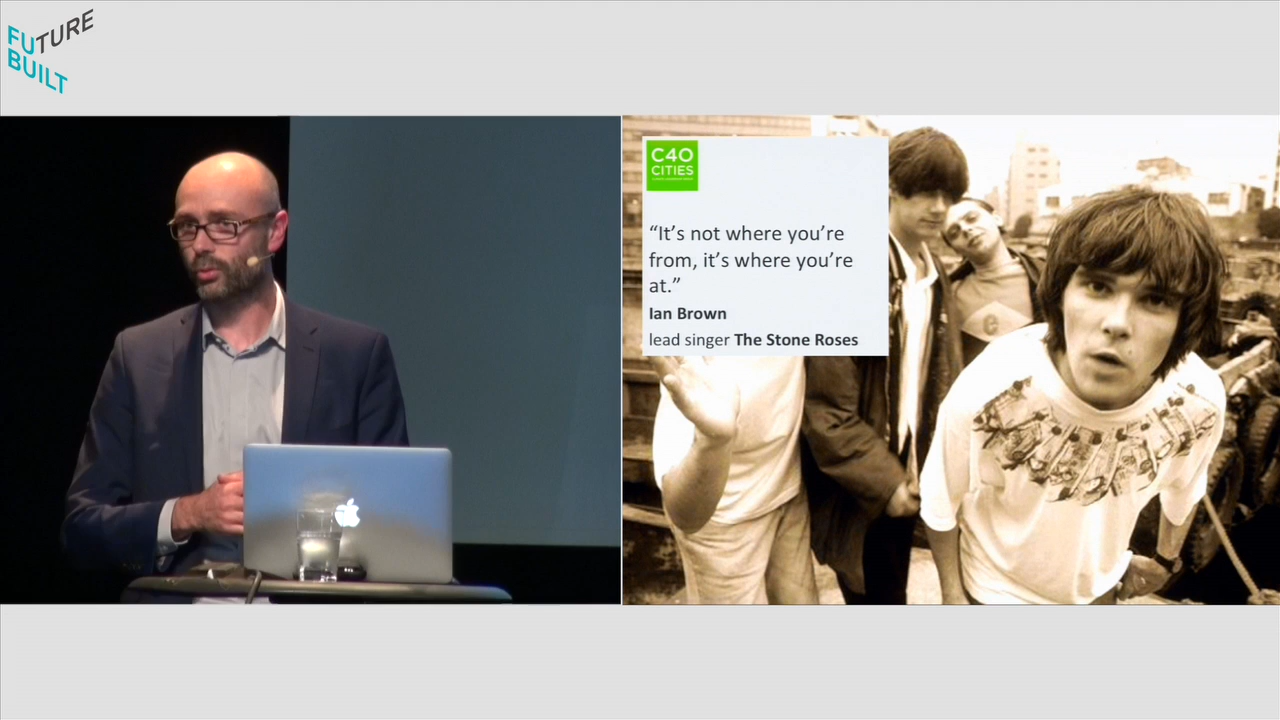 FUTURE
BUILT
C40
CITIES
“It’s not where you’re
from, it’s where you’re
at.”
Ian Brown
lead singer The Stone Roses